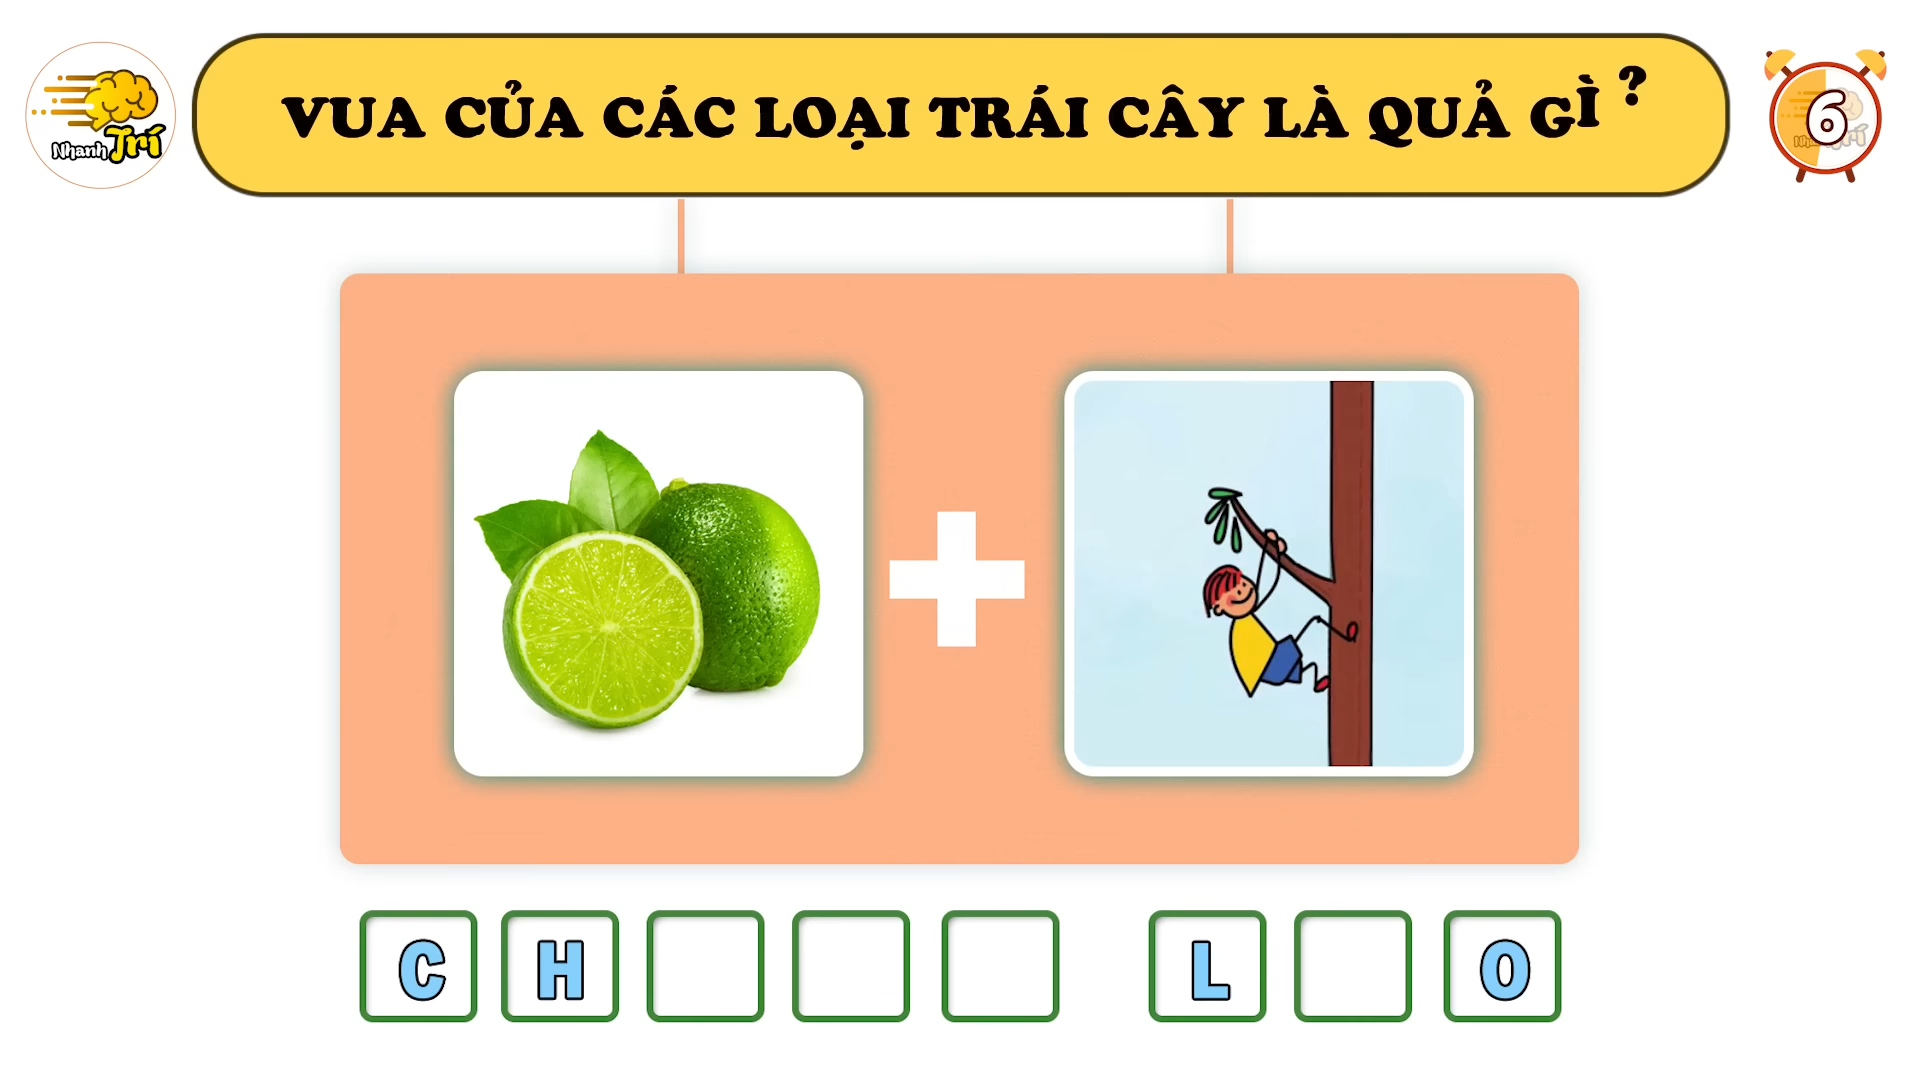 Nhanh Trí
VUA CỦA CÁC LOẠI TRÁI CÂY LÀ QUẢ GÌ ?
6
C H L O